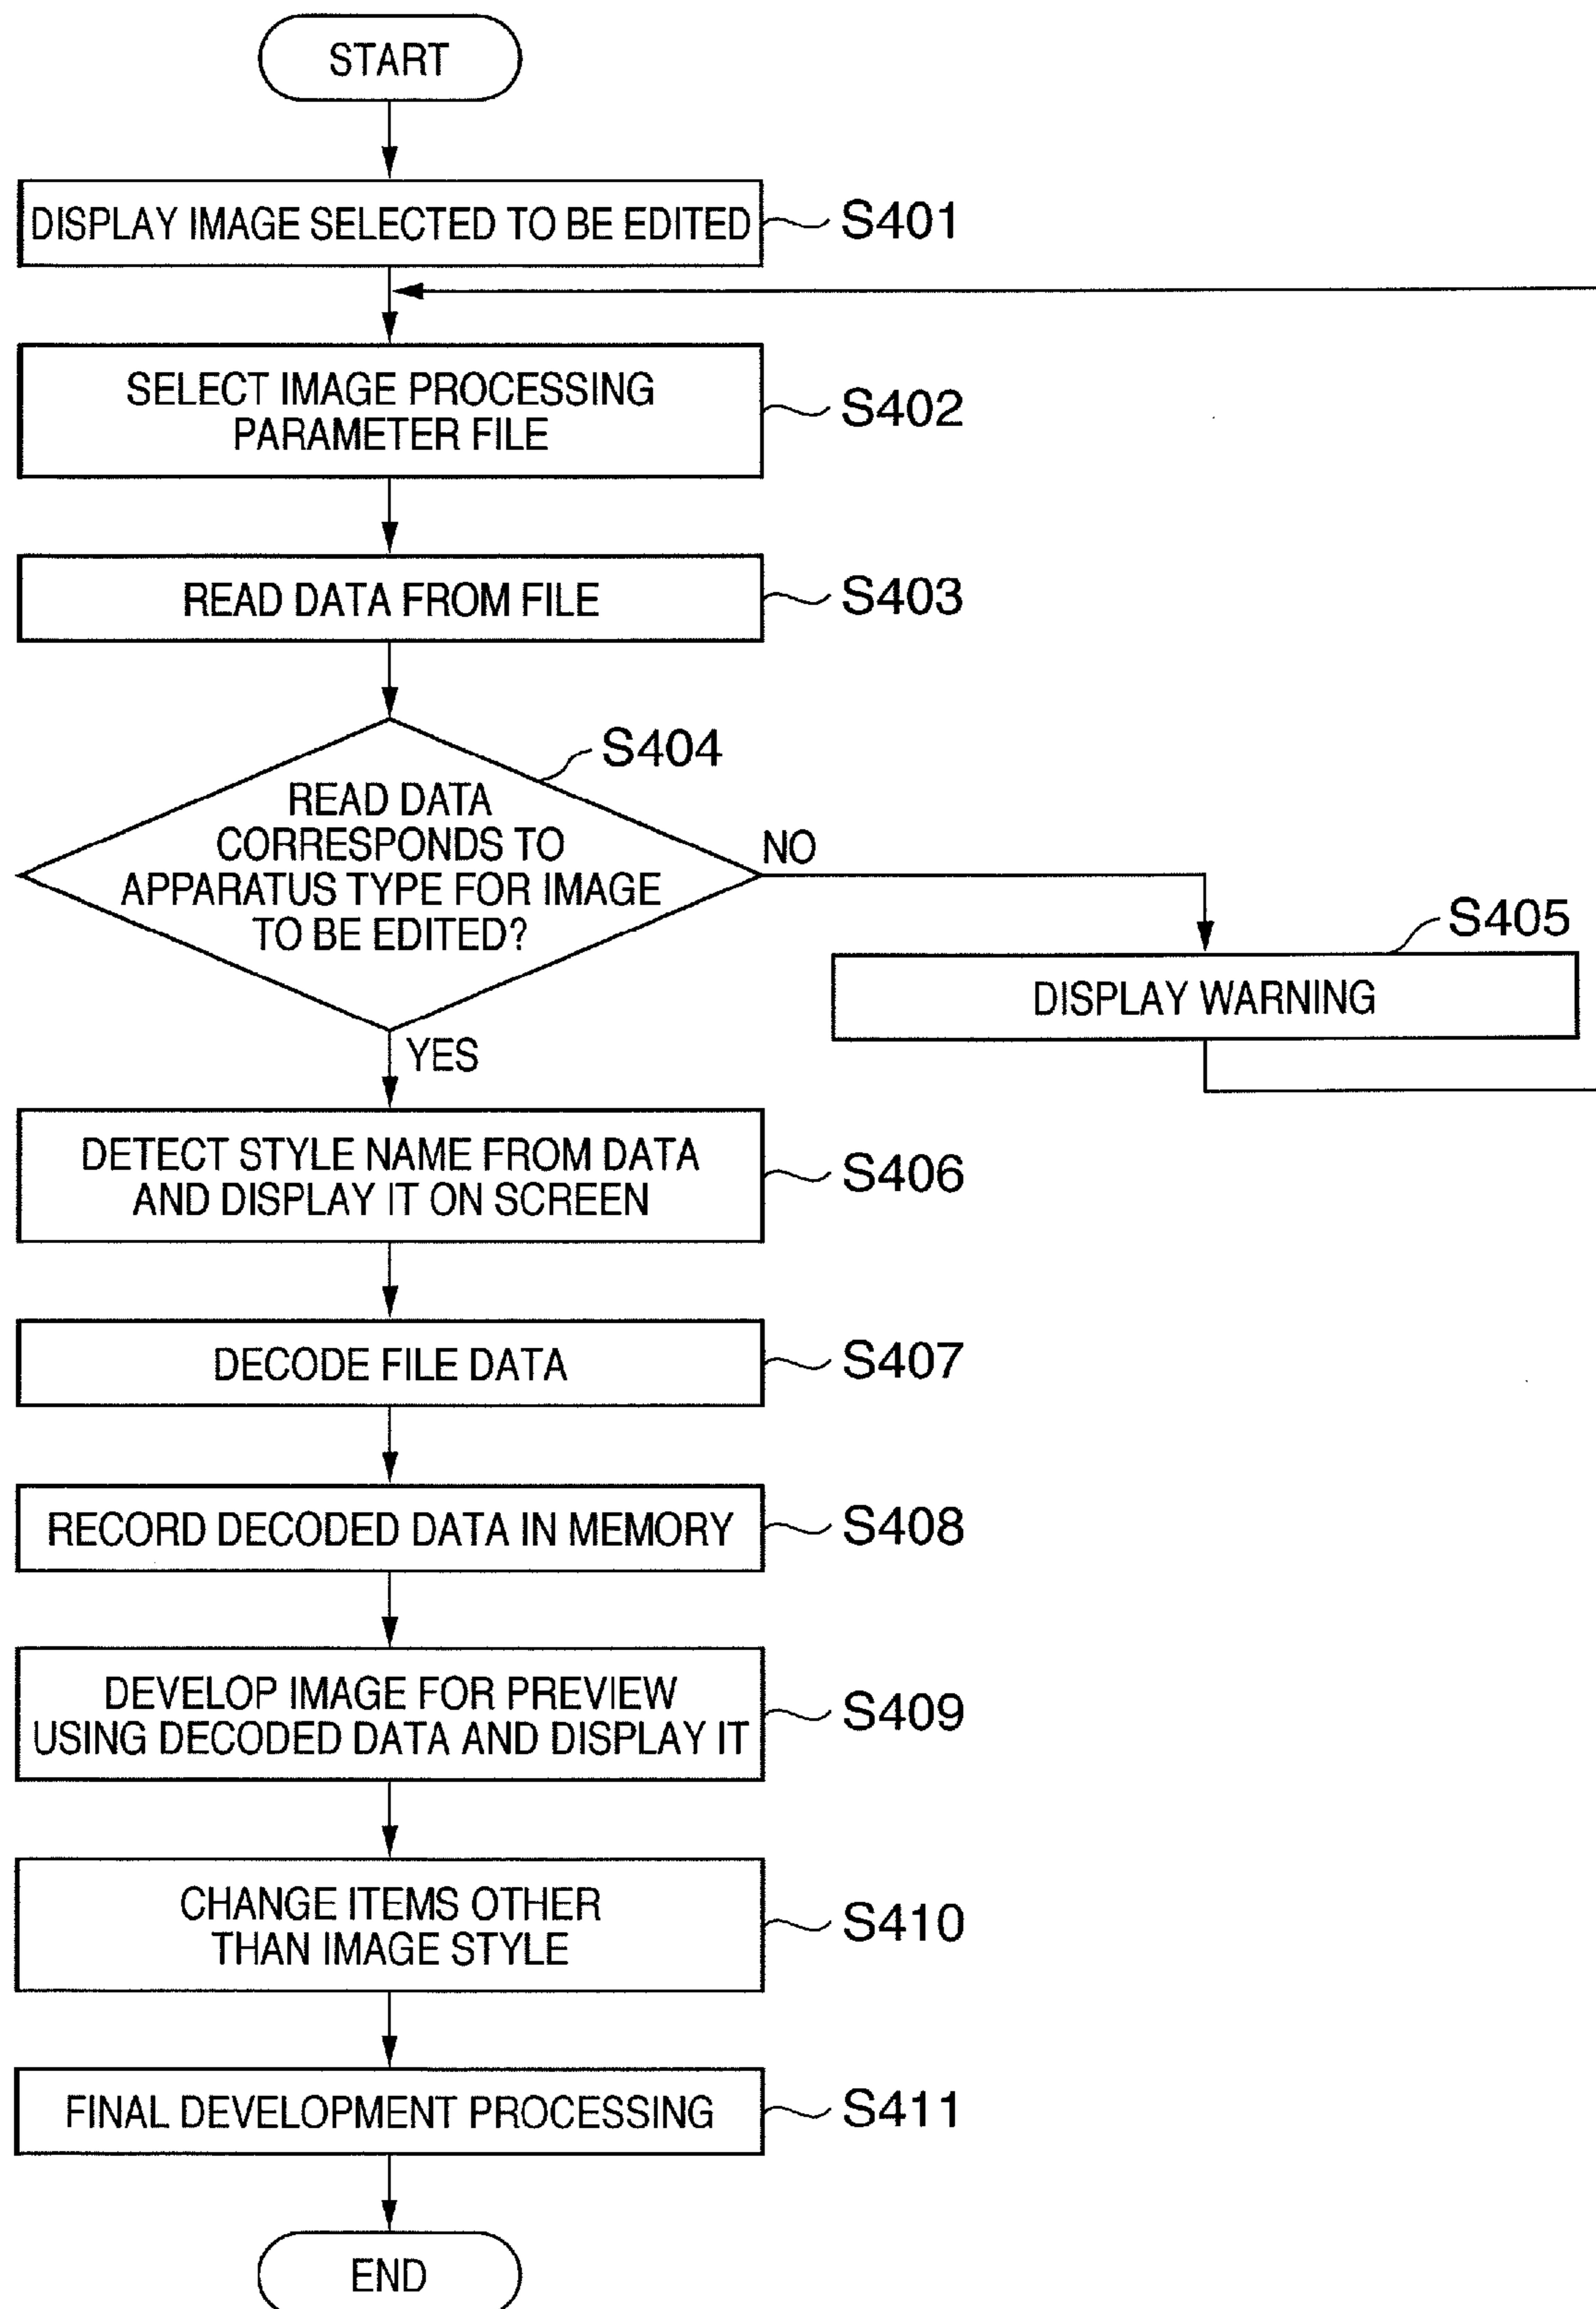 START
DISPLAY IMAGE SELECTED TO BE EDITED
S401
SELECT IMAGE PROCESSING
PARAMETER FILE
S402
READ DATA FROM FILE
S403
S404
READ DATA
CORRESPONDS TO
APPARATUS TYPE FOR IMAGE
TO BE EDITED?
NO
S405
DISPLAY WARNING
YES
DETECT STYLE NAME FROM DATA
AND DISPLAY IT ON SCREEN
S406
DECODE FILE DATA
S407
RECORD DECODED DATA IN MEMORY
S408
DEVELOP IMAGE FOR PREVIEW
USING DECODED DATA AND DISPLAY IT
S409
CHANGE ITEMS OTHER
THAN IMAGE STYLE
S410
FINAL DEVELOPMENT PROCESSING
S411
END